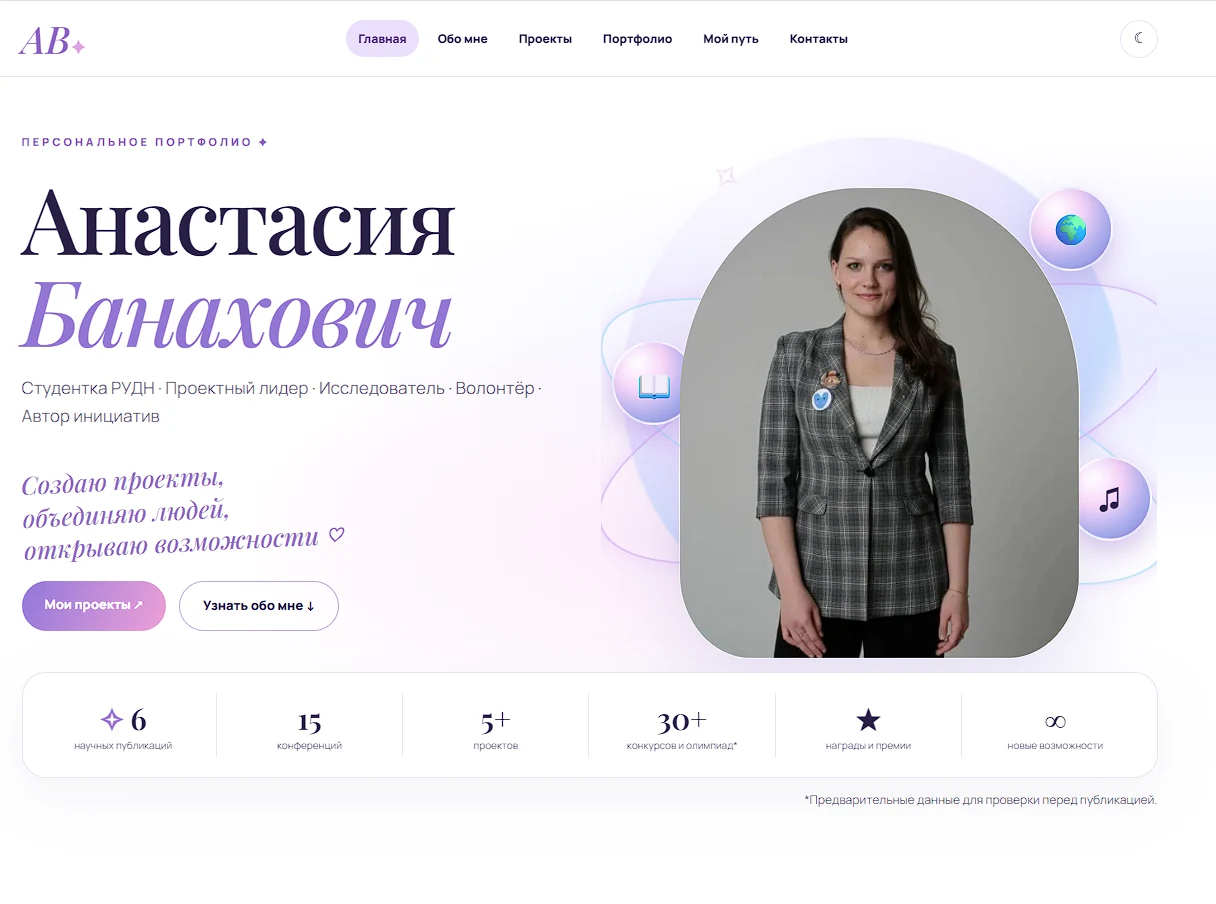 АВ
Главная
Обо мне
Проекты
Портфолио
Мой путь
Контакты
ПЕРСОНАЛЬНОЕ ПОРТФОЛИО
Анастасия
Банахович
Студентка РУДН · Проектный лидер · Исследователь · Волонтёр ·
Автор инициатив
Создаю проекты,
объединяю людей,
открываю возможности ♡
Мои проекты ↗
Узнать обо мне ↓
6
научных публикаций
15
конференций
5+
проектов
30+
конкурсов и олимпиад*
★
награды и премии
∞
новые возможности
*Предварительные данные для проверки перед публикацией.